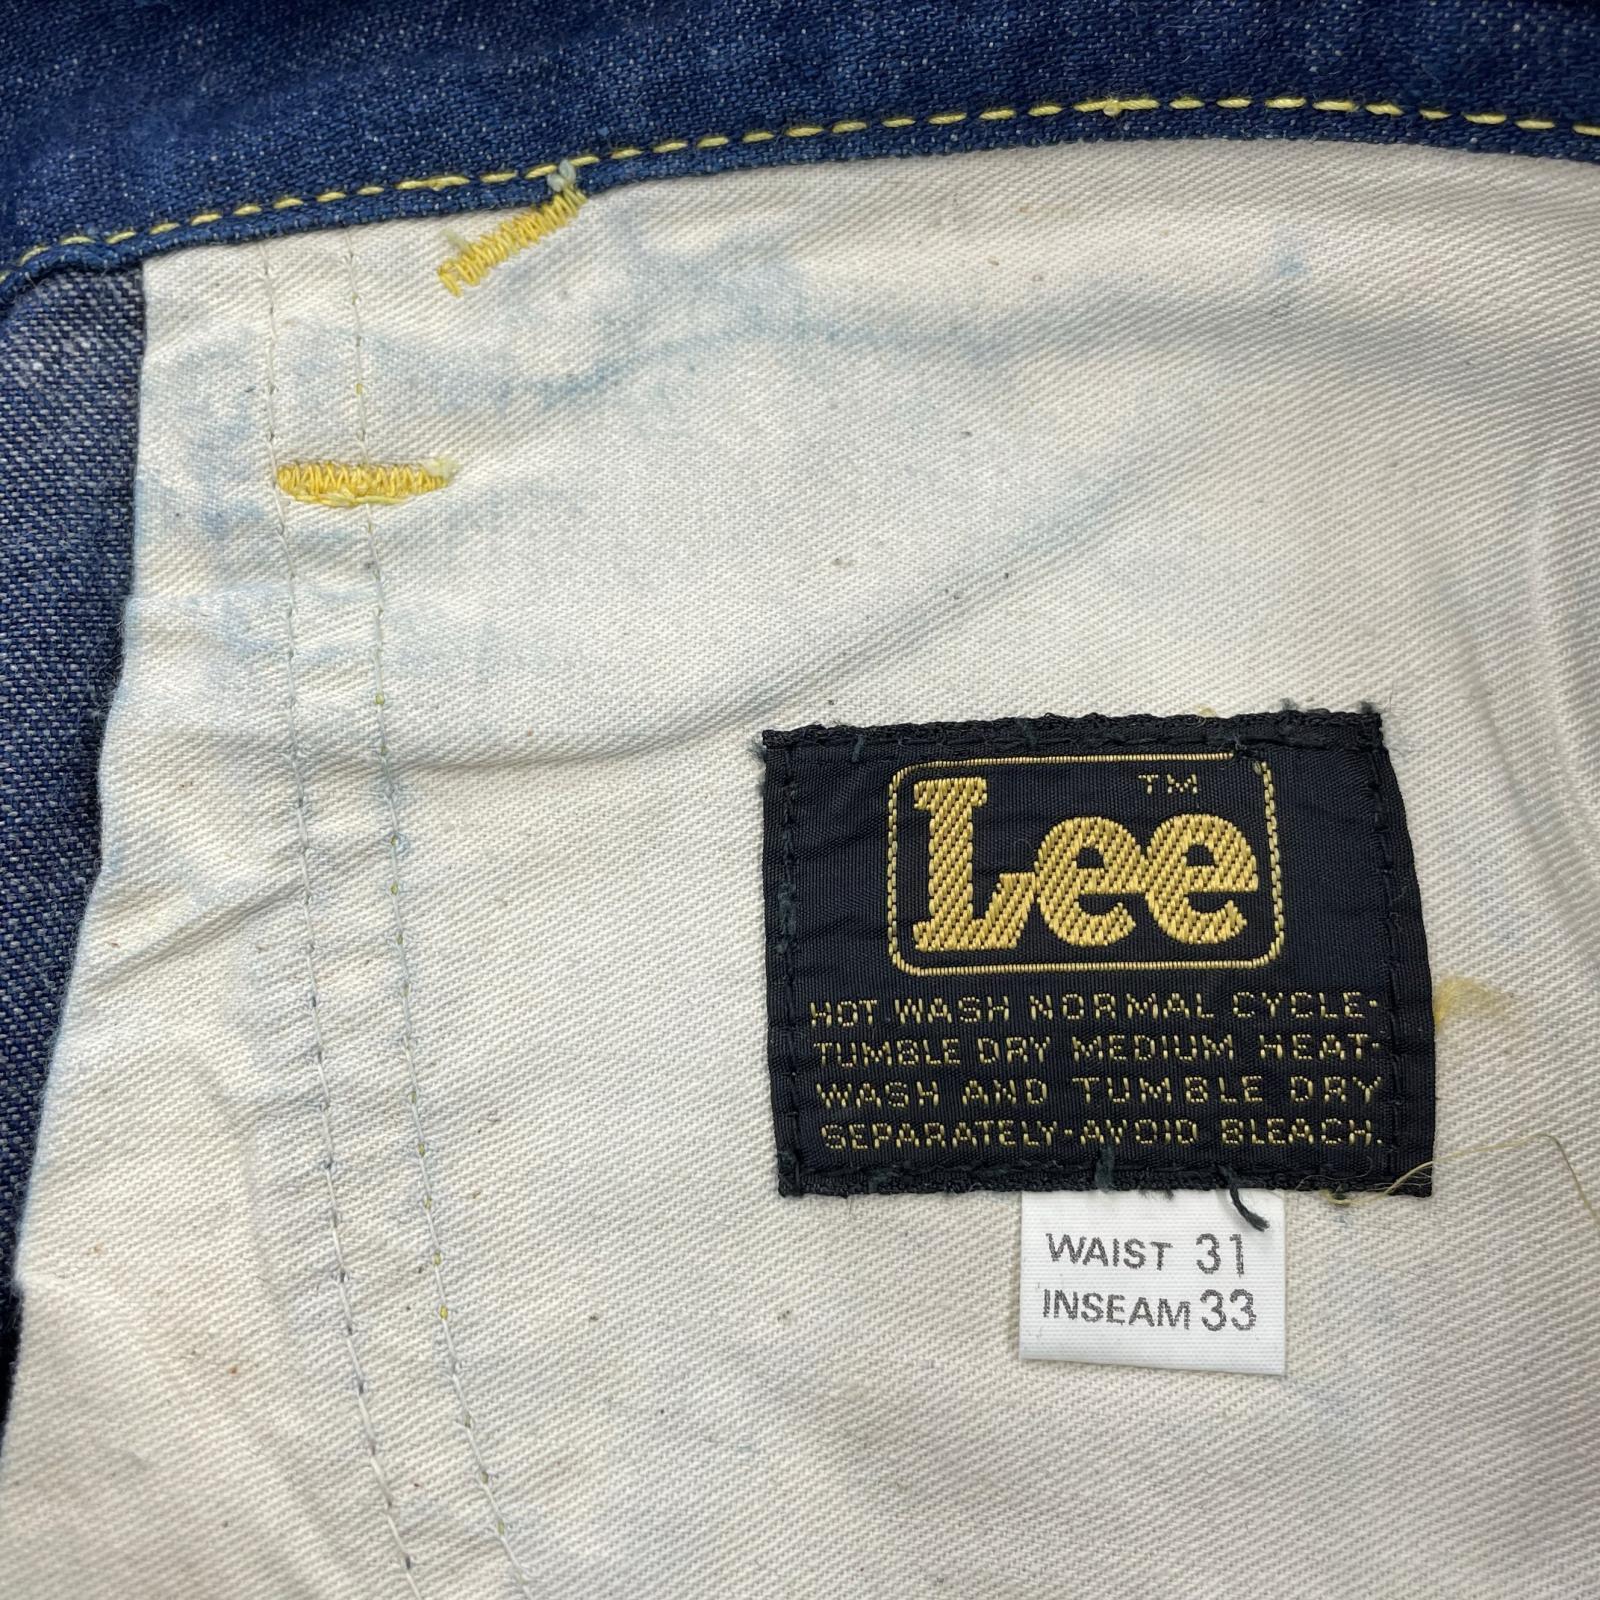 TM
Lee
HOT WASH NORMAL CYCLE-
TUMBLE DRY MEDIUM HEAT-
WASH AND TUMBLE DRY
SEPARATELY-AVOID BLEACH.
WAIST 31
INSEAM 33